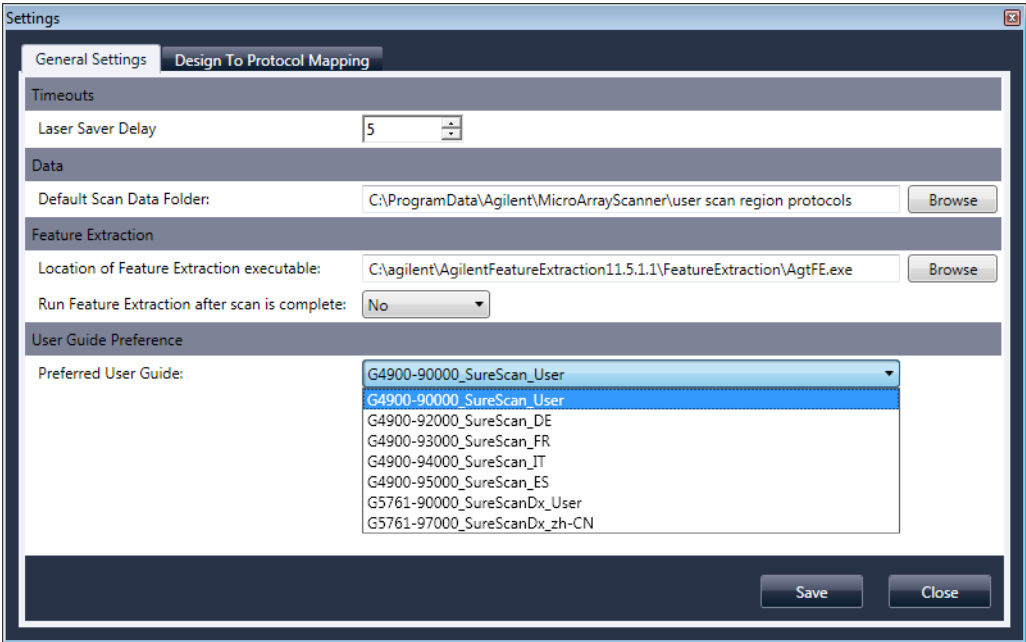 Settings
General Settings Design To Protocol Mapping
Timeouts
Laser Saver Delay 5
Data
Default Scan Data Folder: C:\ProgramData\Agilent\MicroArrayScanner\user scan region protocols Browse
Feature Extraction
Location of Feature Extraction executable: C:\agilent\AgilentFeatureExtraction11.5.1.1\FeatureExtraction\AgtFE.exe Browse
Run Feature Extraction after scan is complete: No
User Guide Preference
Preferred User Guide: G4900-90000_SureScan_User
G4900-90000_SureScan_User
G4900-92000_SureScan_DE
G4900-93000_SureScan_FR
G4900-94000_SureScan_IT
G4900-95000_SureScan_ES
G5761-90000_SureScanDx_User
G5761-97000_SureScanDx_zh-CN
Save Close